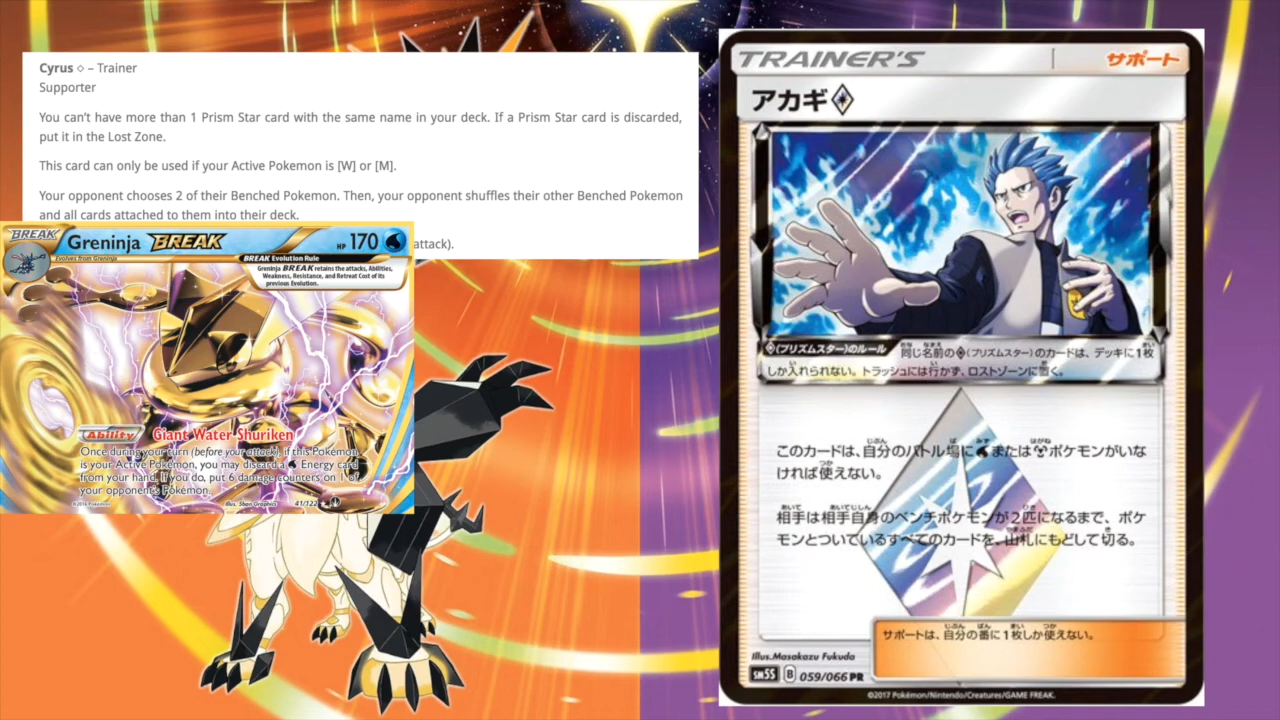 Cyrus ◇ – Trainer
Supporter
You can't have more than 1 Prism Star card with the same name in your deck. If a Prism Star card is discarded,
put it in the Lost Zone.
This card can only be used if your Active Pokemon is [W] or [M].
Your opponent chooses 2 of their Benched Pokemon. Then, your opponent shuffles their other Benched Pokemon
and all cards attached to them into their deck.
attack).
BREAK
Greninja BREAK HP 170
Evolves from Greninja
BREAK Evolution Rule
Greninja BREAK retains the attacks, Abilities,
Weakness, Resistance, and Retreat Cost of its
previous Evolution.
Ability Giant Water Shuriken
Once during your turn (before your attack), if this Pokémon
is your Active Pokémon, you may discard a Energy card
from your hand. If you do, put 6 damage counters on 1 of
your opponent's Pokémon.
©2016 Pokémon Illus. 5ban Graphics 41/122
TRAINER'S サポート
アカギ◇
◇(プリズムスター)のルール 同じ名前の◇(プリズムスター)のカードは、デッキに1枚
しか入れられない。トラッシュには行かず、ロストゾーンに置く。
このカードは、自分のバトル場にまたはポケモンがいな
ければ使えない。
相手は相手自身のベンチポケモンが2匹になるまで、ポケ
モンとついているすべてのカードを、山札にもどして切る。
サポートは、自分の番に1枚しか使えない。
Illus.Masakazu Fukuda
SM5S B 059/066 PR
©2017 Pokémon/Nintendo/Creatures/GAME FREAK.